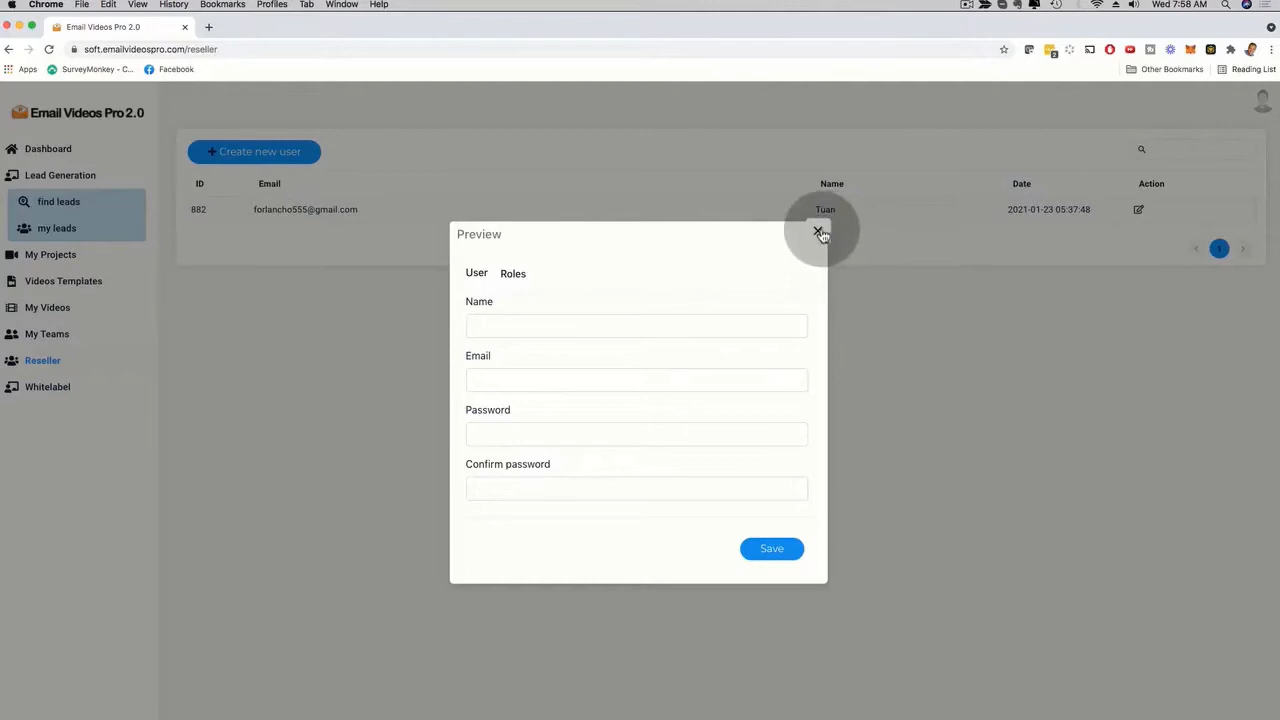 Chrome File Edit View History Bookmarks Profiles Tab Window Help Wed 7:58 AM
Email Videos Pro 2.0
soft.emailvideospro.com/reseller
Apps SurveyMonkey - C... Facebook Other Bookmarks Reading List
Email Videos Pro 2.0
Dashboard
Lead Generation
find leads
my leads
My Projects
Videos Templates
My Videos
My Teams
Reseller
Whitelabel
+ Create new user
ID Email Name Date Action
882 forlancho555@gmail.com Tuan 2021-01-23 05:37:48
1
Preview
User Roles
Name
Email
Password
Confirm password
Save